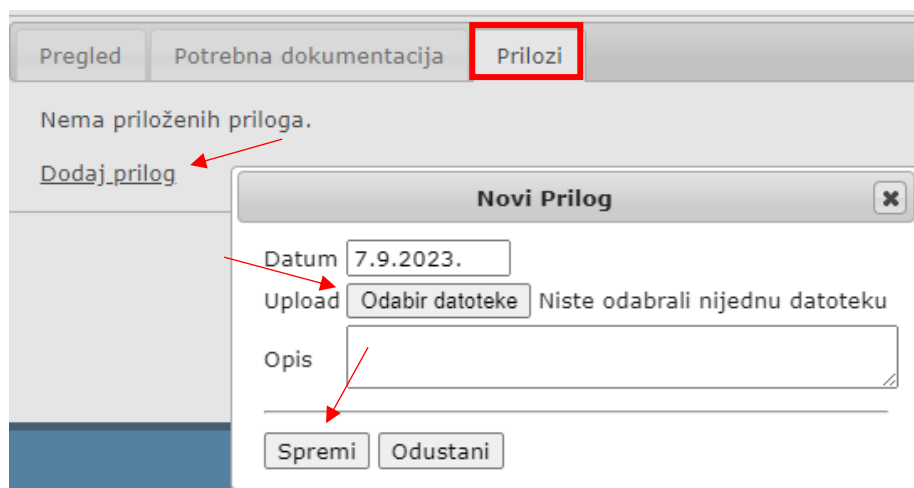 Pregled Potrebna dokumentacija Prilozi
Nema priloženih priloga.
Dodaj prilog
Novi Prilog
Datum 7.9.2023.
Upload Odabir datoteke Niste odabrali nijednu datoteku
Opis
Spremi Odustani